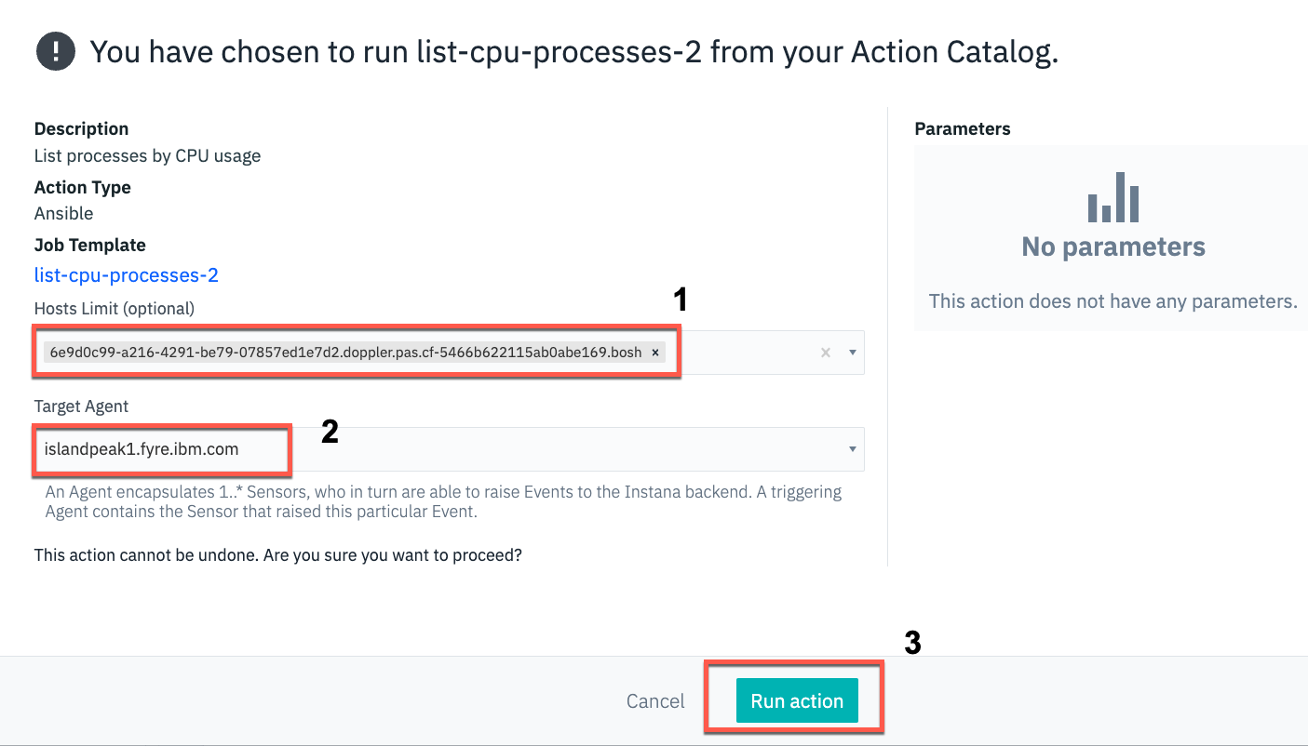 ! You have chosen to run list-cpu-processes-2 from your Action Catalog.
Description
List processes by CPU usage
Action Type
Ansible
Job Template
list-cpu-processes-2
Hosts Limit (optional)
1
6e9d0c99-a216-4291-be79-07857ed1e7d2.doppler.pas.cf-5466b622115ab0abe169.bosh ×
×
Target Agent
2
islandpeak1.fyre.ibm.com
An Agent encapsulates 1..* Sensors, who in turn are able to raise Events to the Instana backend. A triggering
Agent contains the Sensor that raised this particular Event.
This action cannot be undone. Are you sure you want to proceed?
Parameters
No parameters
This action does not have any parameters.
3
Cancel
Run action